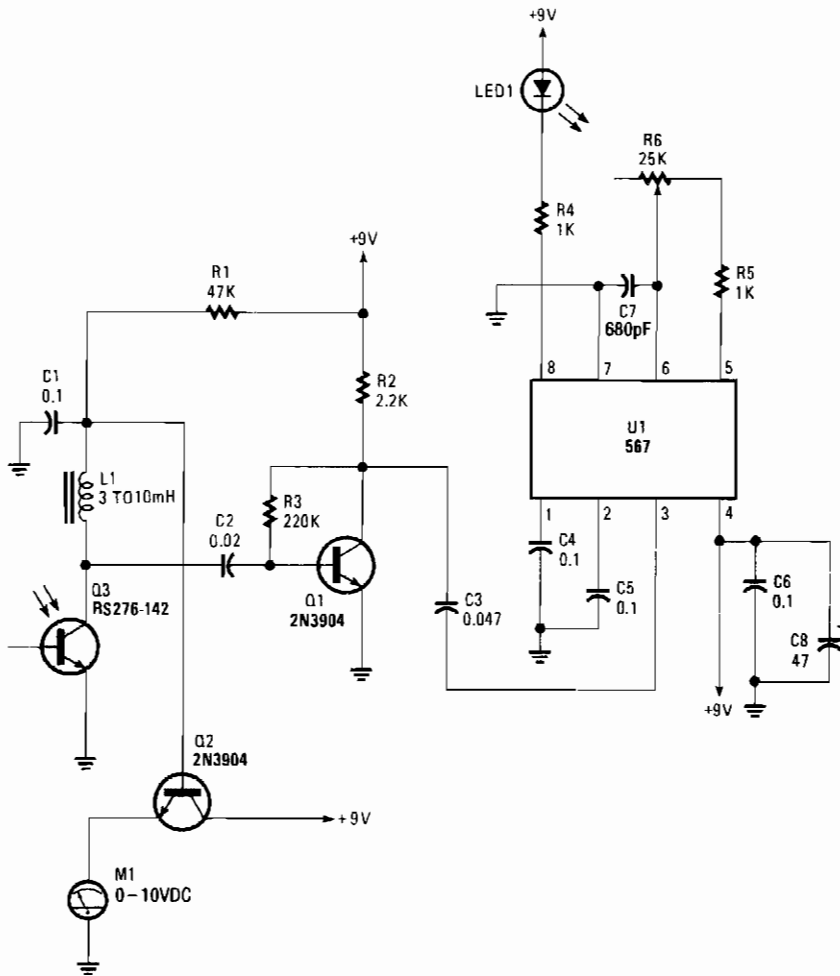 +9V
LED1
R6
25K
R4
1K
+9V
R1
47K
R5
1K
C7
680pF
C1
0.1
R2
2.2K
8
7
6
5
U1
567
L1
3 TO 10mH
R3
220K
C2
0.02
1
2
3
4
C4
0.1
Q3
RS276-142
Q1
2N3904
C3
0.047
C5
0.1
C6
0.1
C8
47
+9V
Q2
2N3904
+9V
M1
0–10VDC